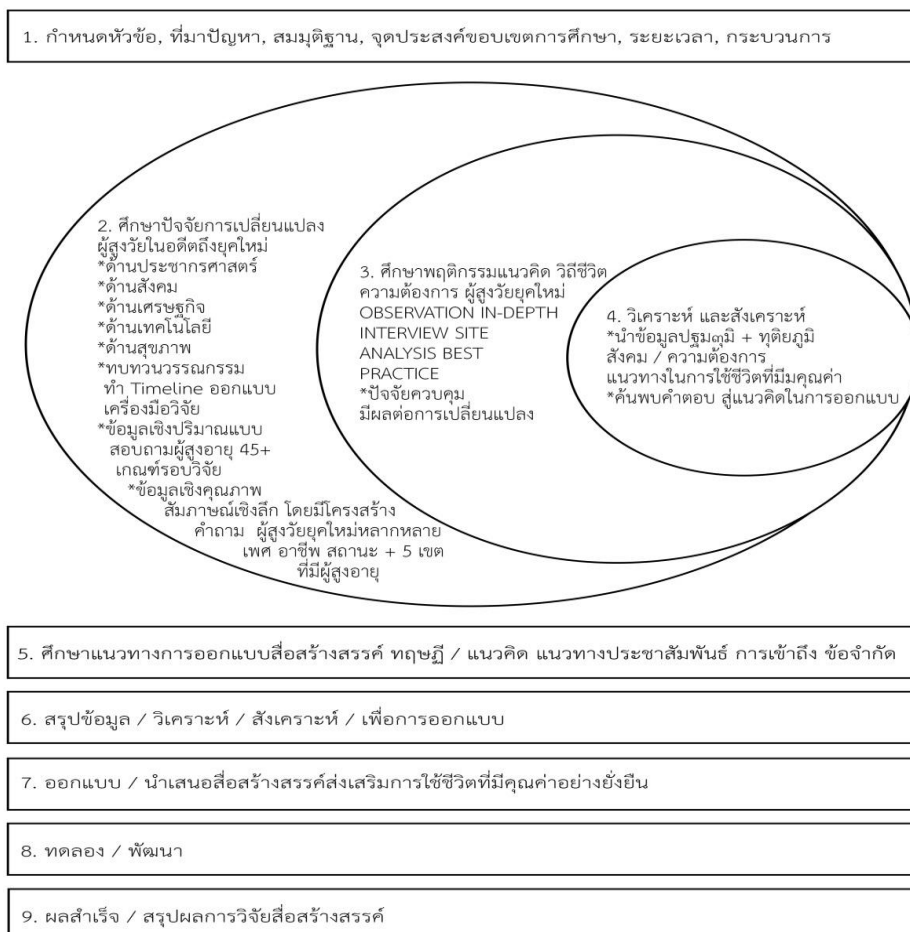 1. กำหนดหัวข้อ, ที่มาปัญหา, สมมุติฐาน, จุดประสงค์ขอบเขตการศึกษา, ระยะเวลา, กระบวนการ
2. ศึกษาปัจจัยการเปลี่ยนแปลง
ผู้สูงวัยในอดีตถึงยุคใหม่
*ด้านประชากรศาสตร์
*ด้านสังคม
*ด้านเศรษฐกิจ
*ด้านเทคโนโลยี
*ด้านสุขภาพ
*ทบทวนวรรณกรรม
ทำ Timeline ออกแบบ
เครื่องมือวิจัย
*ข้อมูลเชิงปริมาณแบบ
สอบถามผู้สูงอายุ 45+
เกณฑ์รอบวิจัย
*ข้อมูลเชิงคุณภาพ
สัมภาษณ์เชิงลึก โดยมีโครงสร้าง
คำถาม ผู้สูงวัยยุคใหม่หลากหลาย
เพศ อาชีพ สถานะ + 5 เขต
ที่มีผู้สูงอายุ
3. ศึกษาพฤติกรรมแนวคิด วิถีชีวิต
ความต้องการ ผู้สูงวัยยุคใหม่
OBSERVATION IN-DEPTH
INTERVIEW SITE
ANALYSIS BEST
PRACTICE
*ปัจจัยควบคุม
มีผลต่อการเปลี่ยนแปลง
4. วิเคราะห์ และสังเคราะห์
*นำข้อมูลปฐม๓ุมิ + ทุติยภูมิ
สังคม / ความต้องการ
แนวทางในการใช้ชีวิตที่มีมคุณค่า
*ค้นพบคำตอบ สู่แนวคิดในการออกแบบ
5. ศึกษาแนวทางการออกแบบสื่อสร้างสรรค์ ทฤษฏี / แนวคิด แนวทางประชาสัมพันธ์ การเข้าถึง ข้อจำกัด
6. สรุปข้อมูล / วิเคราะห์ / สังเคราะห์ / เพื่อการออกแบบ
7. ออกแบบ / นำเสนอสื่อสร้างสรรค์ส่งเสริมการใช้ชีวิตที่มีคุณค่าอย่างยั่งยืน
8. ทดลอง / พัฒนา
9. ผลสำเร็จ / สรุปผลการวิจัยสื่อสร้างสรรค์